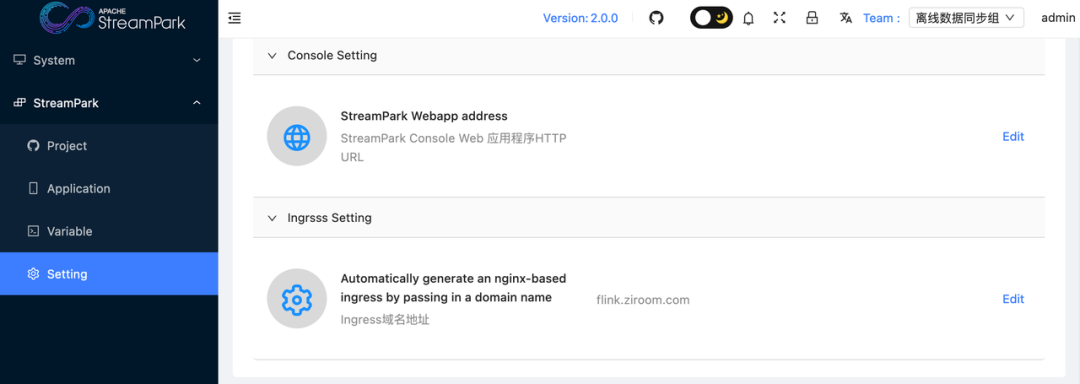 APACHE
StreamPark
Version: 2.0.0
Team :
离线数据同步组
admin
System
StreamPark
Project
Application
Variable
Setting
Console Setting
StreamPark Webapp address
StreamPark Console Web 应用程序HTTP
URL
Edit
Ingrsss Setting
Automatically generate an nginx-based
ingress by passing in a domain name
Ingress域名地址
flink.ziroom.com
Edit